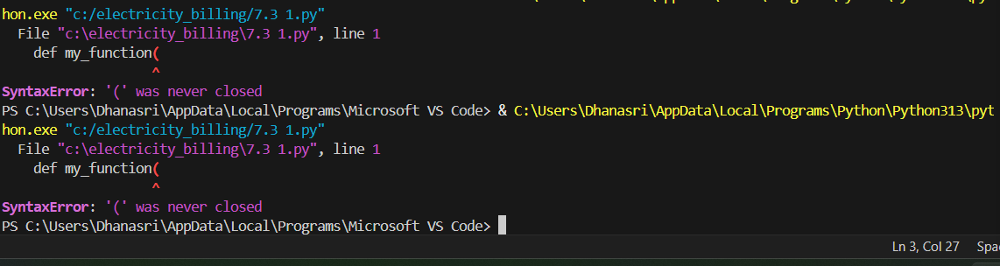 hon.exe "c:/electricity_billing/7.3 1.py"
  File "c:\electricity_billing\7.3 1.py", line 1
    def my_function(
                   ^
SyntaxError: '(' was never closed
PS C:\Users\Dhanasri\AppData\Local\Programs\Microsoft VS Code> & C:\Users\Dhanasri\AppData\Local\Programs\Python\Python313\pyt
hon.exe "c:/electricity_billing/7.3 1.py"
  File "c:\electricity_billing\7.3 1.py", line 1
    def my_function(
                   ^
SyntaxError: '(' was never closed
PS C:\Users\Dhanasri\AppData\Local\Programs\Microsoft VS Code>
Ln 3, Col 27 Spa